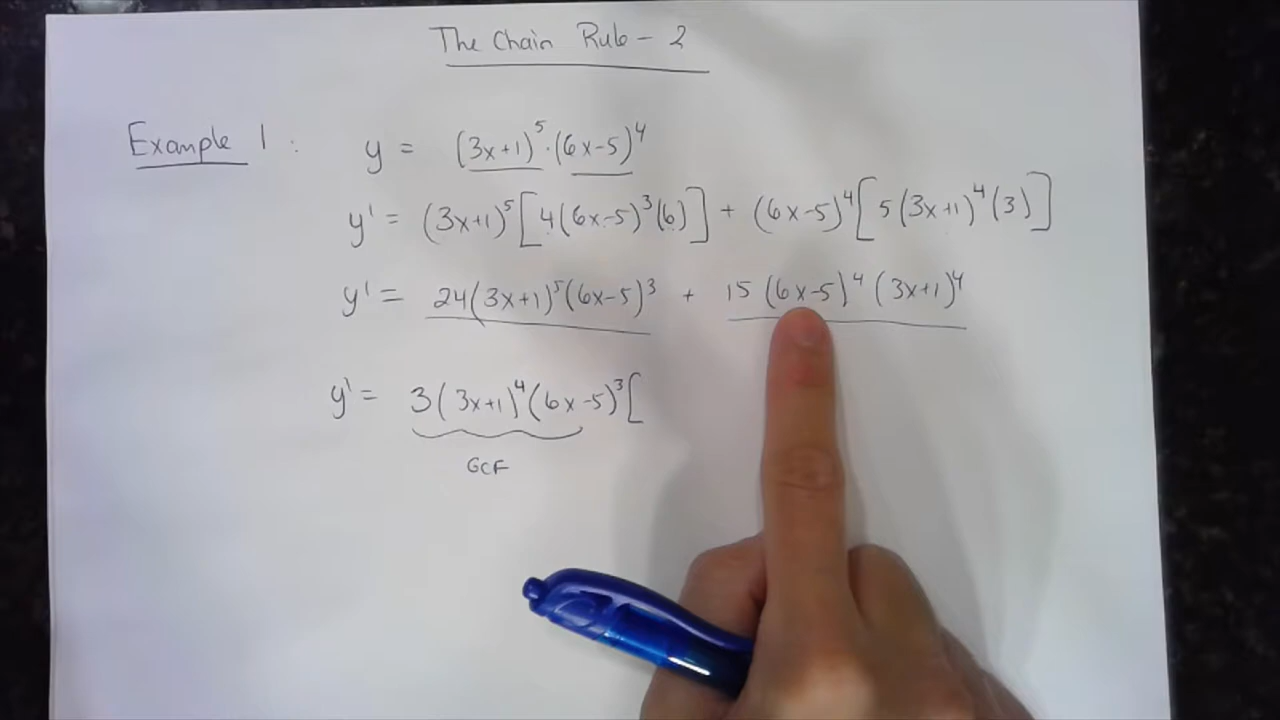 The Chain Rule - 2
Example 1 : y = (3x+1)⁵·(6x-5)⁴
y' = (3x+1)⁵[4(6x-5)³(6)] + (6x-5)⁴[5(3x+1)⁴(3)]
y' = 24(3x+1)⁵(6x-5)³ + 15(6x-5)⁴(3x+1)⁴
y' = 3(3x+1)⁴(6x-5)³[
GCF